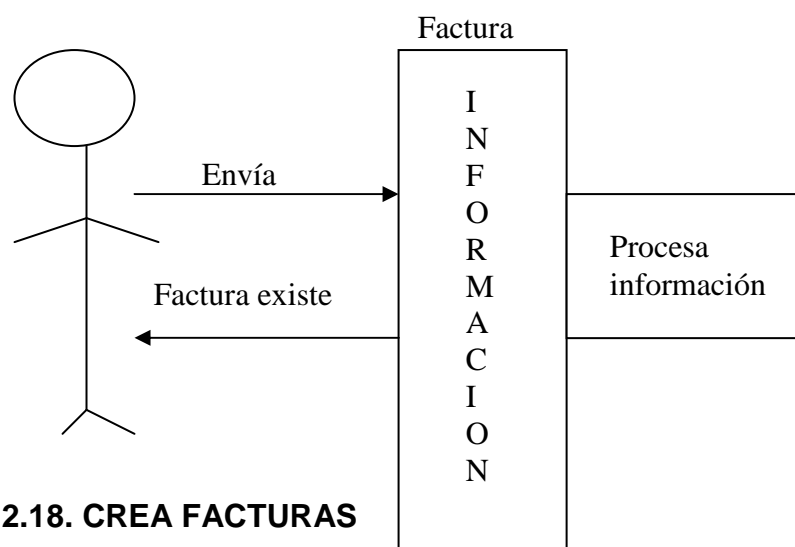 Factura
I
N
F
O
R
M
A
C
I
O
N
Envía
Factura existe
Procesa
información
2.18. CREA FACTURAS